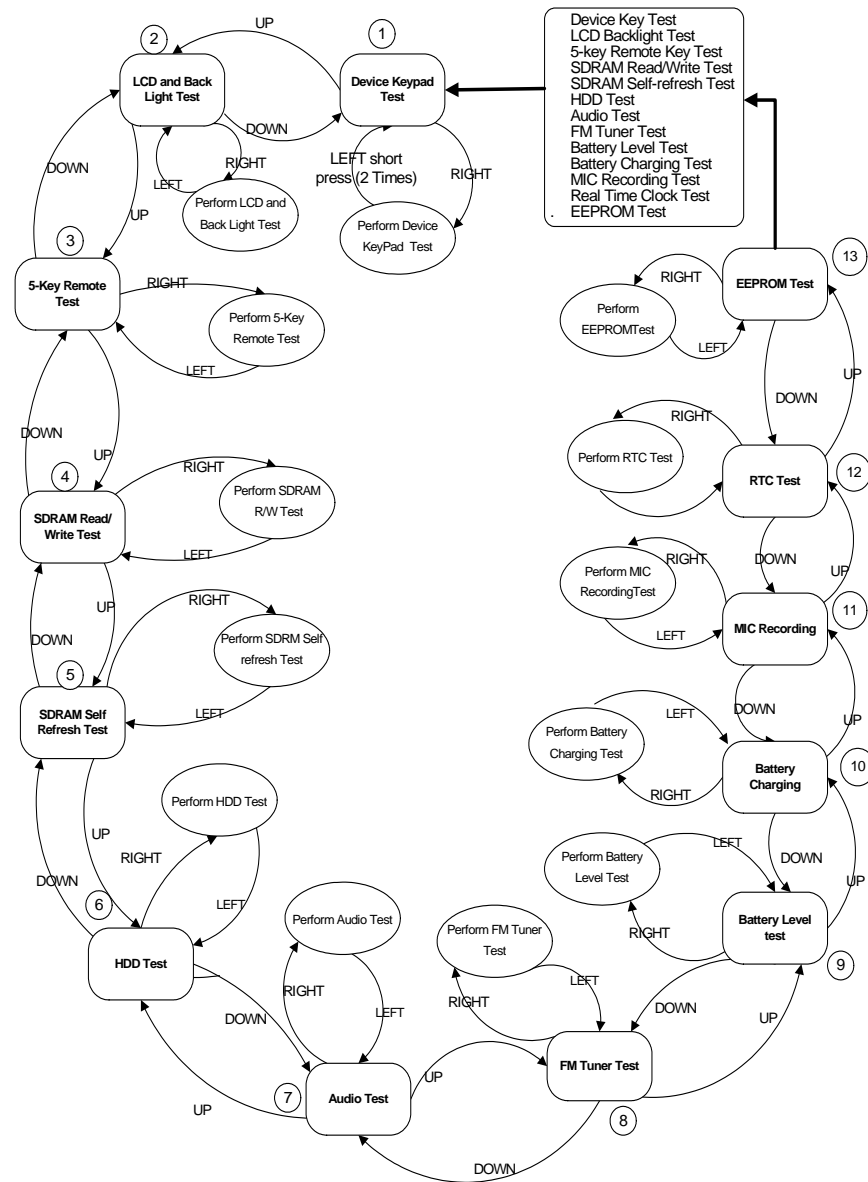 Device Key Test
LCD Backlight Test
5-key Remote Key Test
SDRAM Read/Write Test
SDRAM Self-refresh Test
HDD Test
Audio Test
FM Tuner Test
Battery Level Test
Battery Charging Test
MIC Recording Test
Real Time Clock Test
. EEPROM Test
1
Device Keypad
Test
UP
DOWN
LEFT short
press (2 Times)
RIGHT
Perform Device
KeyPad Test
2
LCD and Back
Light Test
RIGHT
LEFT
Perform LCD and
Back Light Test
DOWN
UP
3
5-Key Remote
Test
RIGHT
LEFT
Perform 5-Key
Remote Test
DOWN
UP
4
SDRAM Read/
Write Test
RIGHT
LEFT
Perform SDRAM
R/W Test
DOWN
UP
5
SDRAM Self
Refresh Test
RIGHT
LEFT
Perform SDRM Self
refresh Test
DOWN
UP
6
HDD Test
RIGHT
LEFT
Perform HDD Test
DOWN
UP
7
Audio Test
RIGHT
LEFT
Perform Audio Test
UP
DOWN
8
FM Tuner Test
RIGHT
LEFT
Perform FM Tuner
Test
DOWN
UP
9
Battery Level
test
RIGHT
LEFT
Perform Battery
Level Test
DOWN
UP
10
Battery
Charging
LEFT
RIGHT
Perform Battery
Charging Test
DOWN
UP
11
MIC Recording
RIGHT
LEFT
Perform MIC
RecordingTest
DOWN
UP
12
RTC Test
RIGHT
Perform RTC Test
DOWN
UP
13
EEPROM Test
RIGHT
LEFT
Perform
EEPROMTest